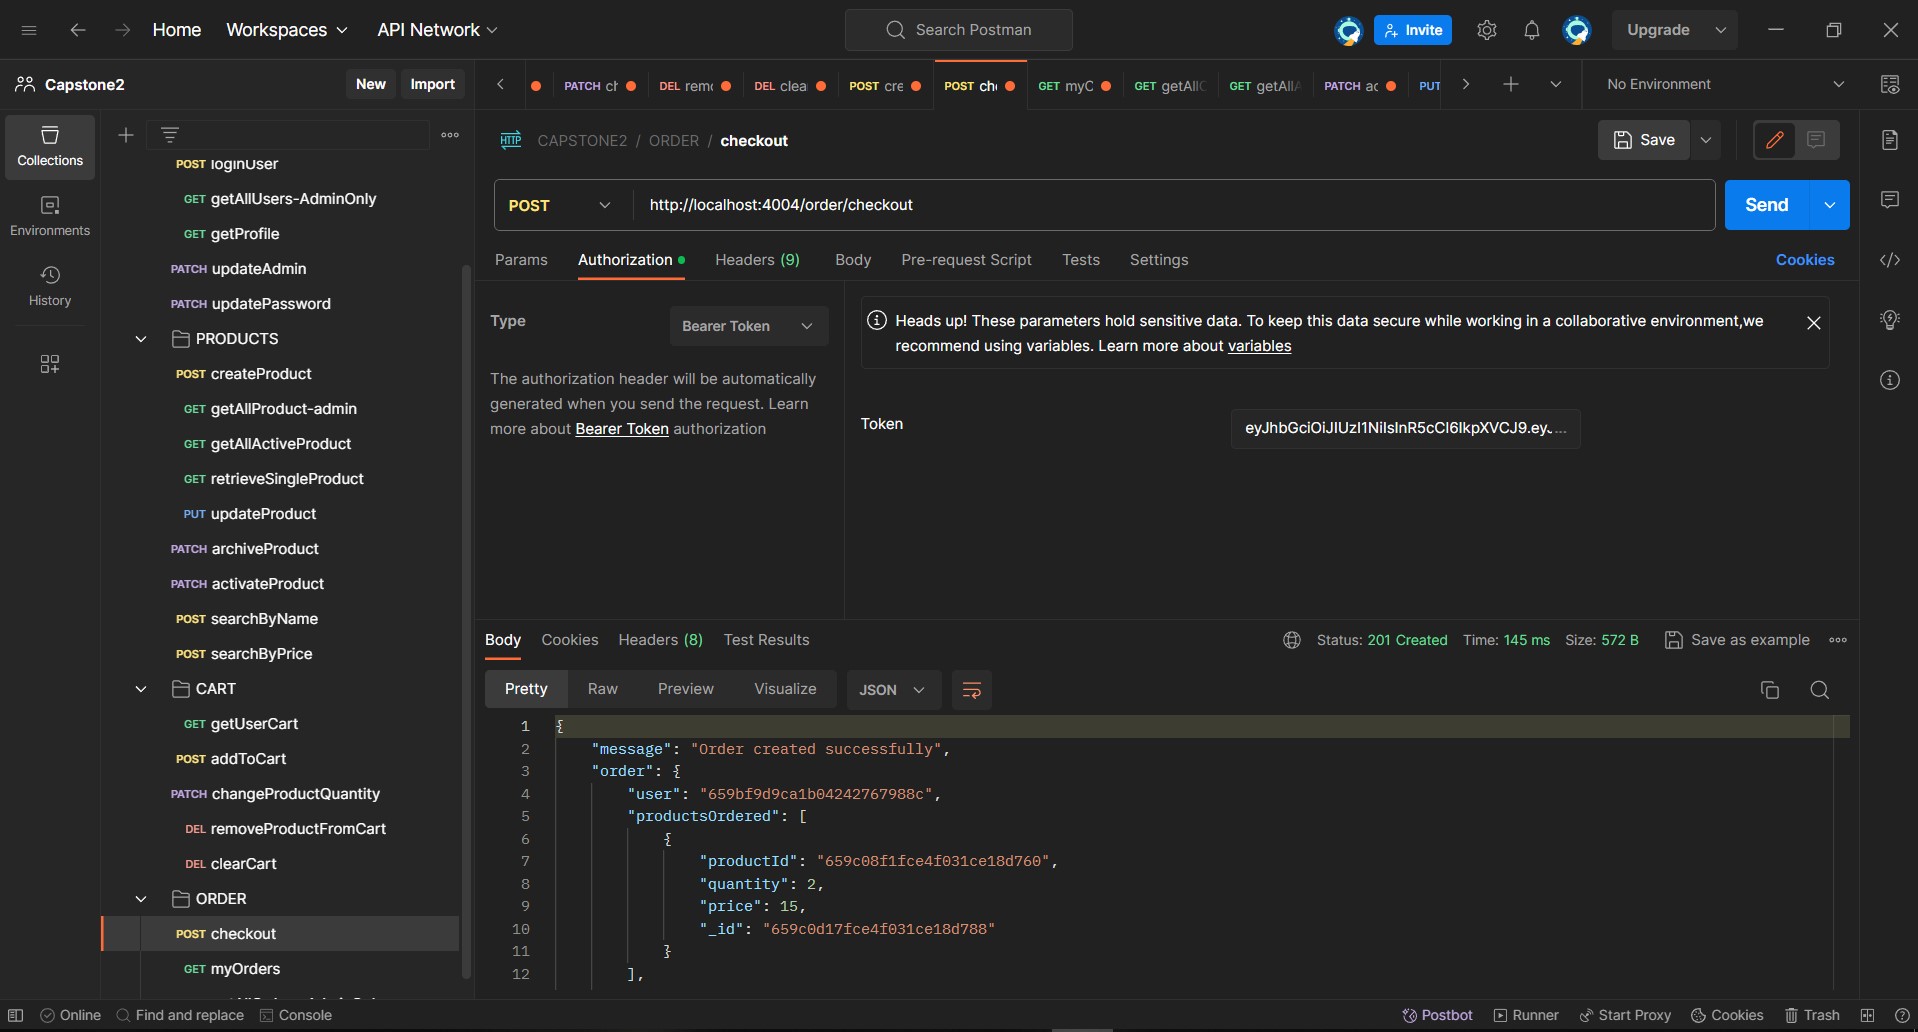 Home
Workspaces
API Network
Search Postman
Invite
Upgrade
Capstone2
New
Import
PATCH ch
DEL remo
DEL clea
POST cre
POST che
GET myO
GET getAllO
GET getAllA
PATCH ac
PUT
No Environment
Collections
Environments
History
POST loginUser
GET getAllUsers-AdminOnly
GET getProfile
PATCH updateAdmin
PATCH updatePassword
PRODUCTS
POST createProduct
GET getAllProduct-admin
GET getAllActiveProduct
GET retrieveSingleProduct
PUT updateProduct
PATCH archiveProduct
PATCH activateProduct
POST searchByName
POST searchByPrice
CART
GET getUserCart
POST addToCart
PATCH changeProductQuantity
DEL removeProductFromCart
DEL clearCart
ORDER
POST checkout
GET myOrders
HTTP CAPSTONE2 / ORDER / checkout
Save
POST
http://localhost:4004/order/checkout
Send
Params
Authorization
Headers (9)
Body
Pre-request Script
Tests
Settings
Cookies
Type
Bearer Token
The authorization header will be automatically
generated when you send the request. Learn
more about Bearer Token authorization
Heads up! These parameters hold sensitive data. To keep this data secure while working in a collaborative environment,we
recommend using variables. Learn more about variables
Token
eyJhbGciOiJIUzI1NiIsInR5cCI6IkpXVCJ9.ey...
Body
Cookies
Headers (8)
Test Results
Status: 201 Created
Time: 145 ms
Size: 572 B
Save as example
Pretty
Raw
Preview
Visualize
JSON
1 {
2 "message": "Order created successfully",
3 "order": {
4 "user": "659bf9d9ca1b04242767988c",
5 "productsOrdered": [
6 {
7 "productId": "659c08f1fce4f031ce18d760",
8 "quantity": 2,
9 "price": 15,
10 "_id": "659c0d17fce4f031ce18d788"
11 }
12 ],
Online
Find and replace
Console
Postbot
Runner
Start Proxy
Cookies
Trash